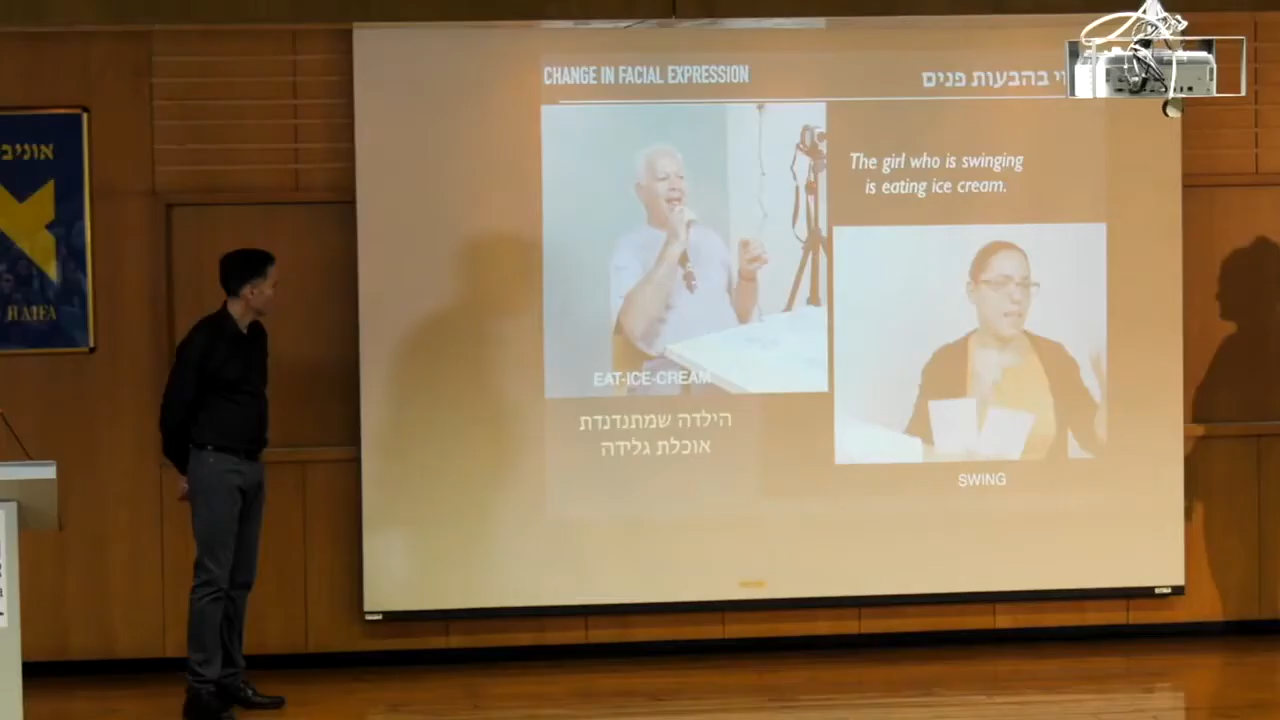 CHANGE IN FACIAL EXPRESSION
בהבעות פנים
The girl who is swinging
is eating ice cream.
EAT-ICE-CREAM
הילדה שמתנדנדת
אוכלת גלידה
SWING
HAIFA